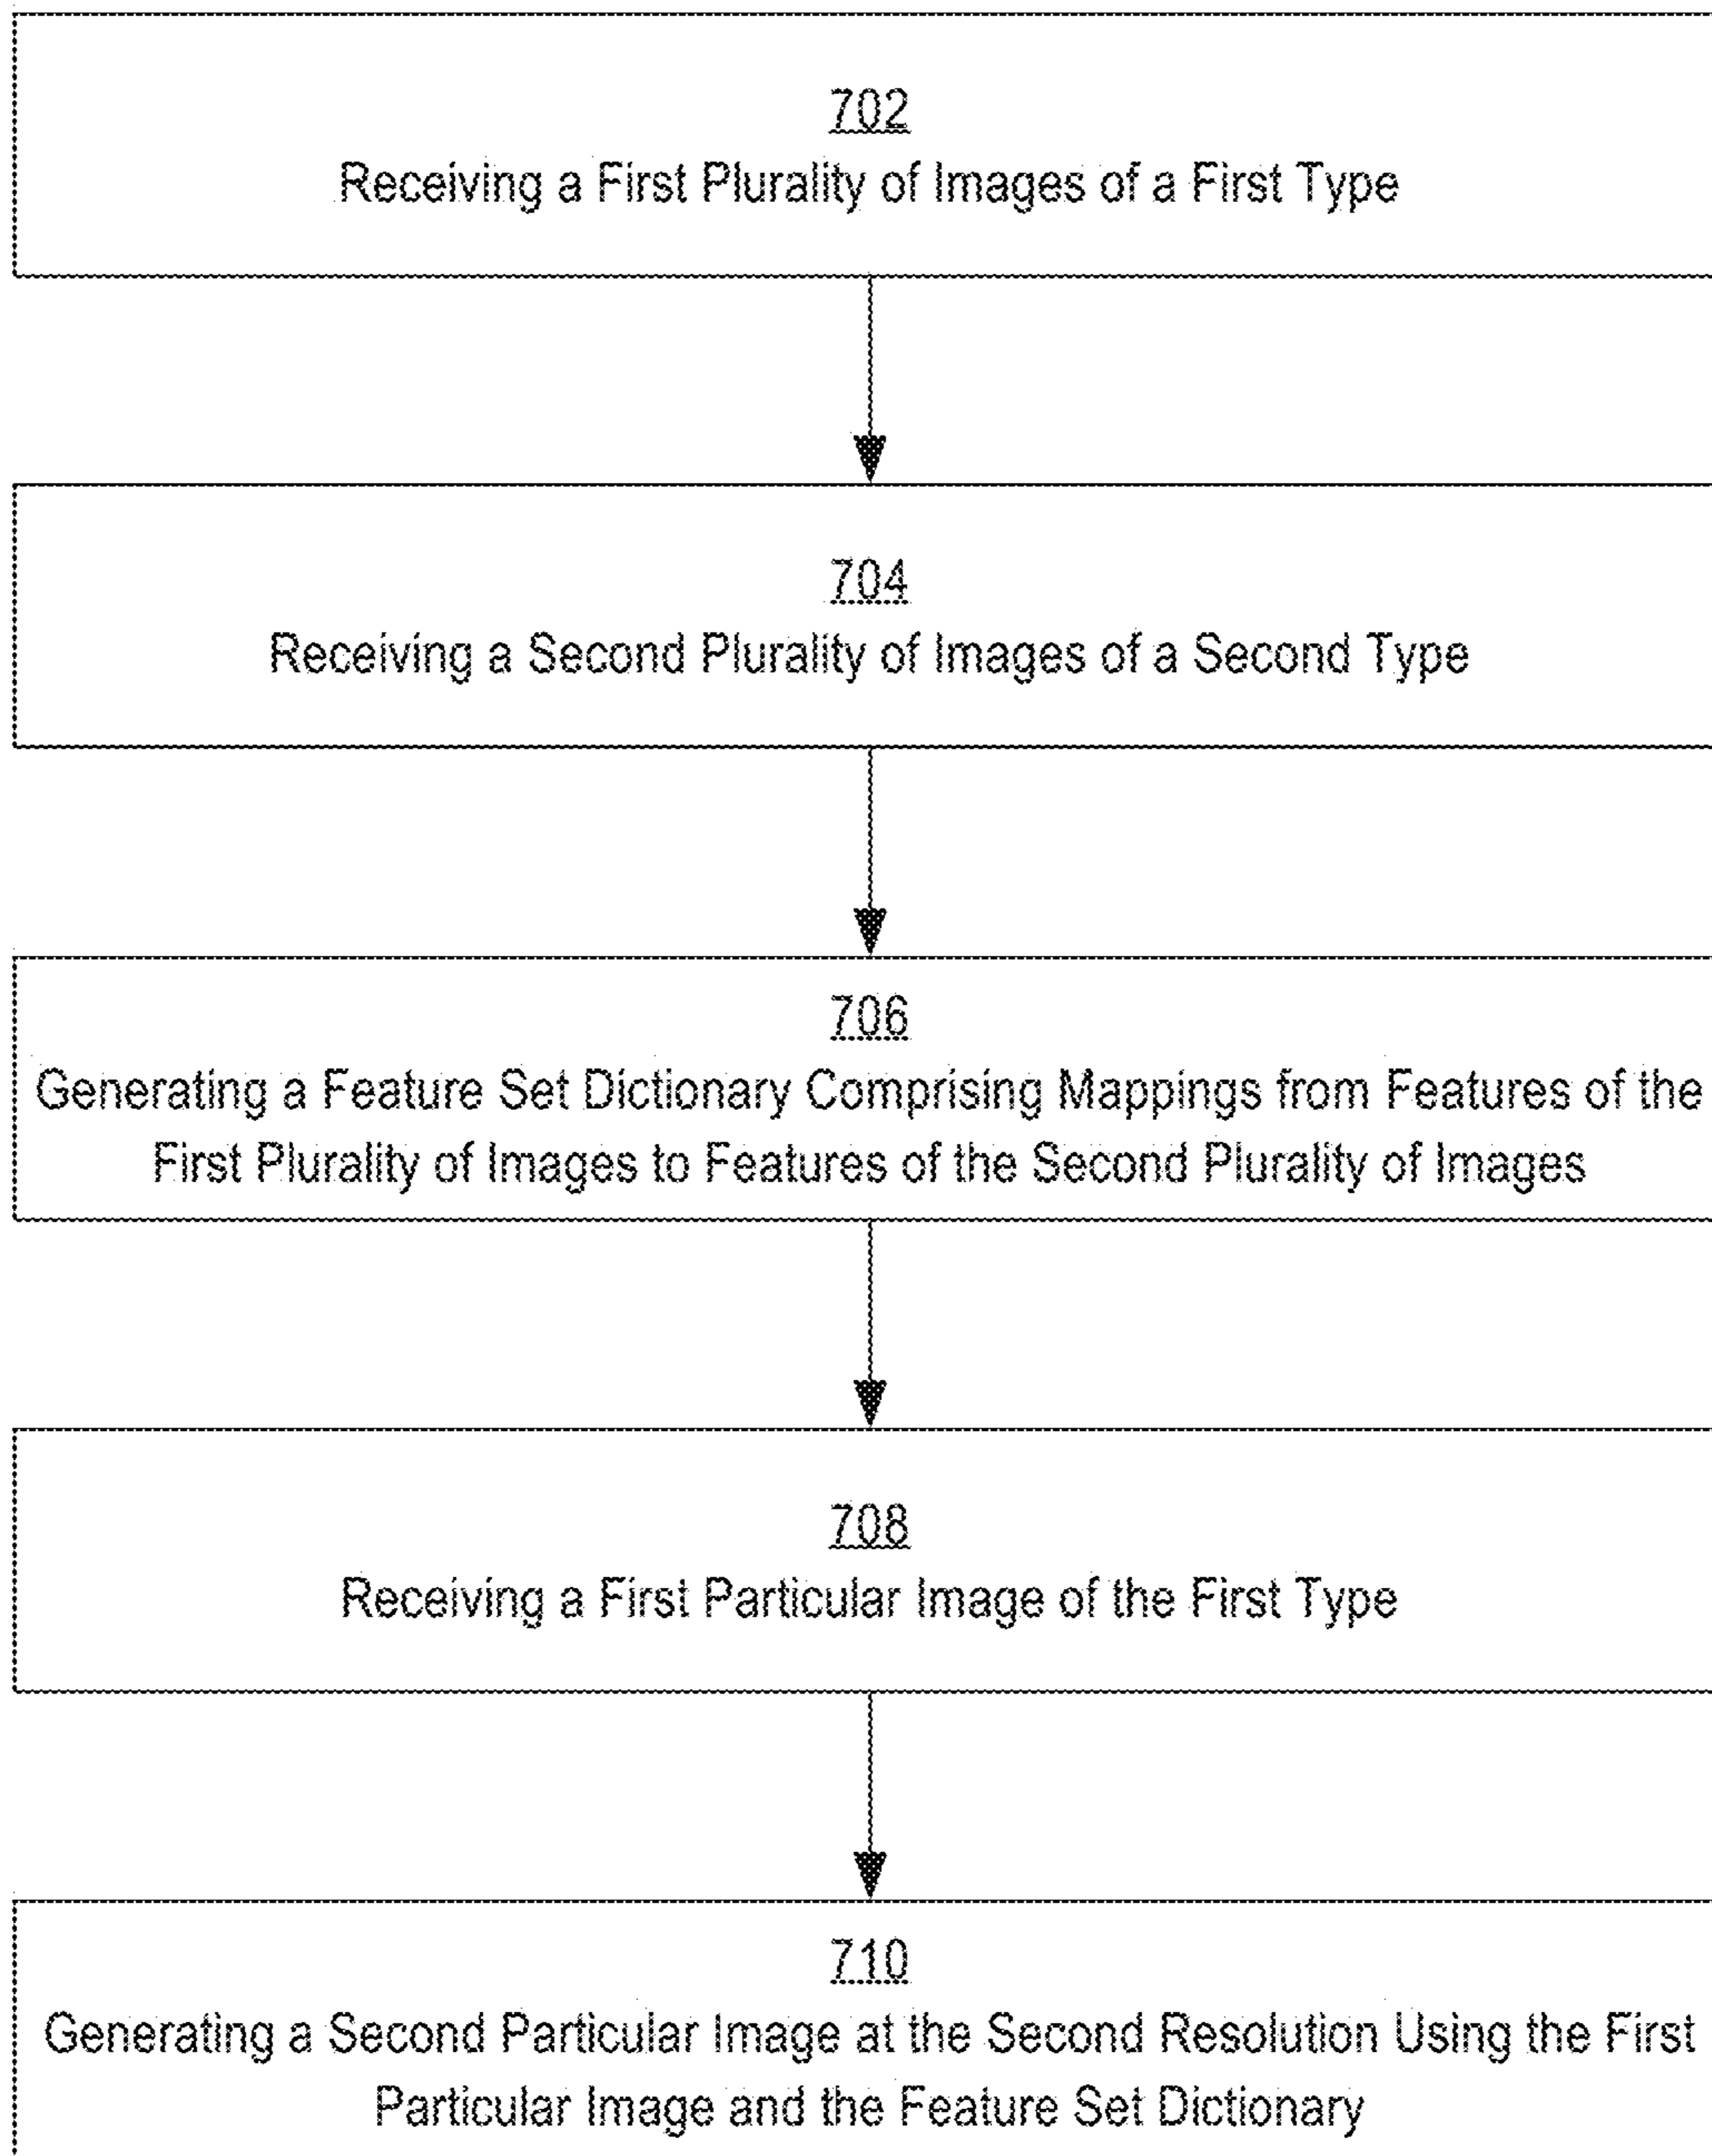 702
Receiving a First Plurality of Images of a First Type
704
Receiving a Second Plurality of Images of a Second Type
706
Generating a Feature Set Dictionary Comprising Mappings from Features of the
First Plurality of Images to Features of the Second Plurality of Images
708
Receiving a First Particular Image of the First Type
710
Generating a Second Particular Image at the Second Resolution Using the First
Particular Image and the Feature Set Dictionary